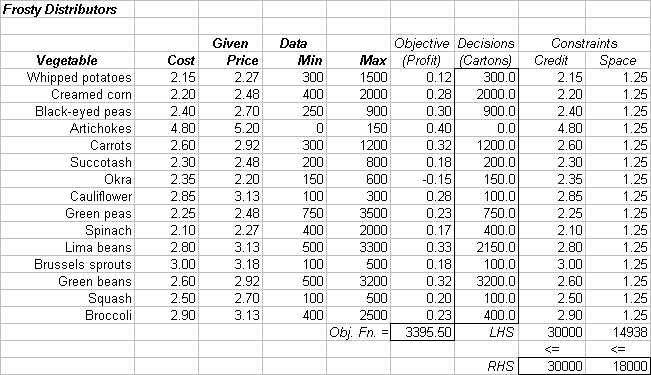 Frosty Distributors
Given Data Objective Decisions Constraints
Vegetable Cost Price Min Max (Profit) (Cartons) Credit Space
Whipped potatoes 2.15 2.27 300 1500 0.12 300.0 2.15 1.25
Creamed corn 2.20 2.48 400 2000 0.28 2000.0 2.20 1.25
Black-eyed peas 2.40 2.70 250 900 0.30 900.0 2.40 1.25
Artichokes 4.80 5.20 0 150 0.40 0.0 4.80 1.25
Carrots 2.60 2.92 300 1200 0.32 1200.0 2.60 1.25
Succotash 2.30 2.48 200 800 0.18 200.0 2.30 1.25
Okra 2.35 2.20 150 600 -0.15 150.0 2.35 1.25
Cauliflower 2.85 3.13 100 300 0.28 100.0 2.85 1.25
Green peas 2.25 2.48 750 3500 0.23 750.0 2.25 1.25
Spinach 2.10 2.27 400 2000 0.17 400.0 2.10 1.25
Lima beans 2.80 3.13 500 3300 0.33 2150.0 2.80 1.25
Brussels sprouts 3.00 3.18 100 500 0.18 100.0 3.00 1.25
Green beans 2.60 2.92 500 3200 0.32 3200.0 2.60 1.25
Squash 2.50 2.70 100 500 0.20 100.0 2.50 1.25
Broccoli 2.90 3.13 400 2500 0.23 400.0 2.90 1.25
Obj. Fn. = 3395.50 LHS 30000 14938
<= <=
RHS 30000 18000